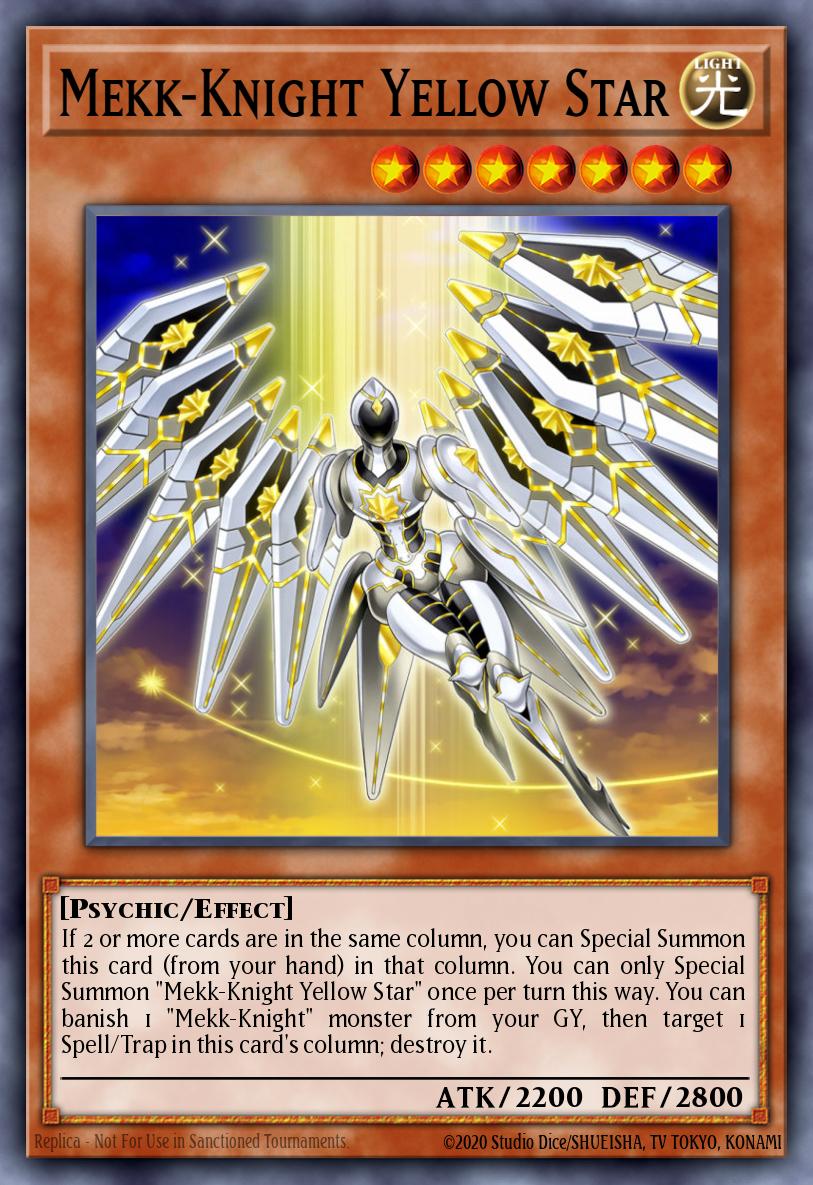 Mekk-Knight Yellow Star
LIGHT
光
[Psychic/Effect]
If 2 or more cards are in the same column, you can Special Summon
this card (from your hand) in that column. You can only Special
Summon "Mekk-Knight Yellow Star" once per turn this way. You can
banish 1 "Mekk-Knight" monster from your GY, then target 1
Spell/Trap in this card's column; destroy it.
ATK/2200 DEF/2800
Replica - Not For Use in Sanctioned Tournaments.
©2020 Studio Dice/SHUEISHA, TV TOKYO, KONAMI